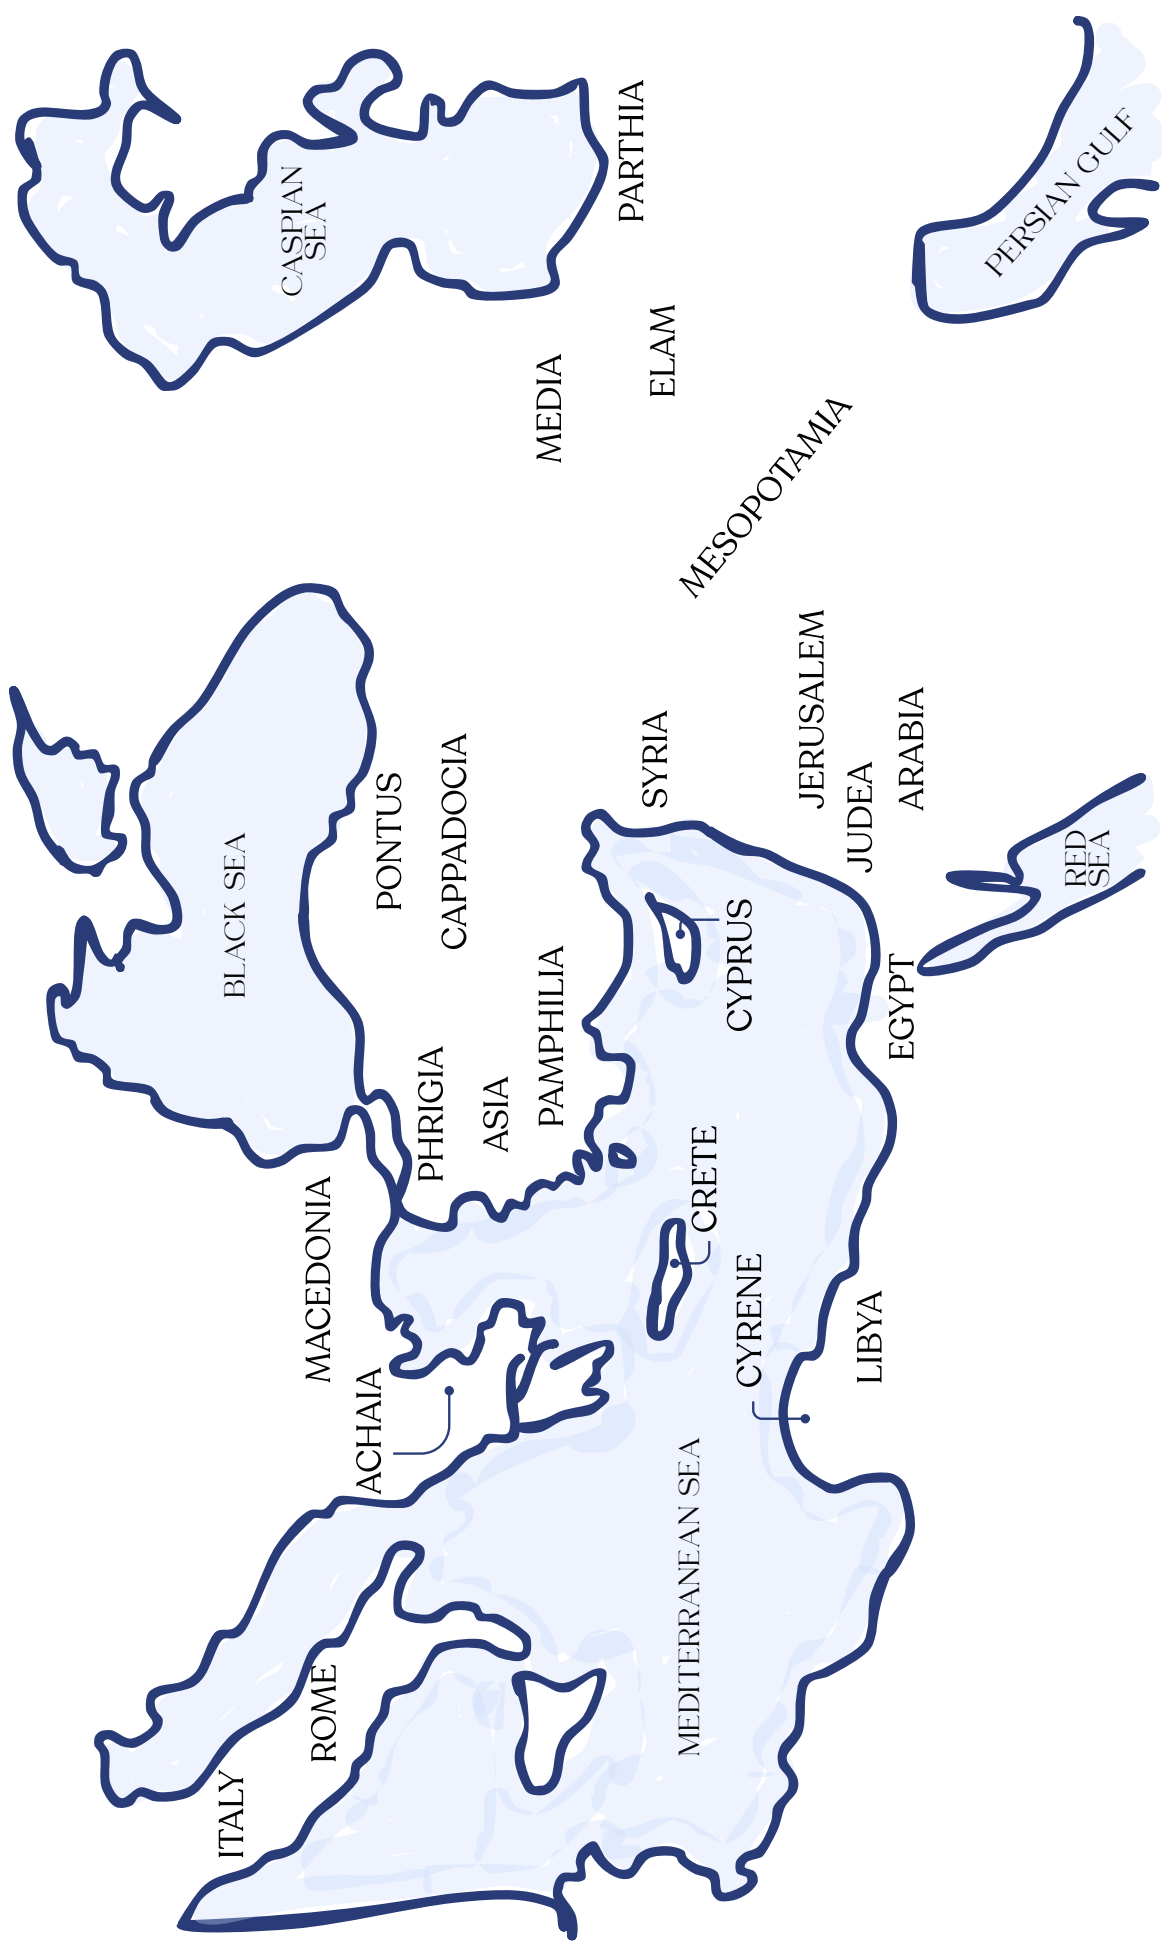 ITALY
ROME
MACEDONIA
ACHAIA
BLACK SEA
PONTUS
CAPPADOCIA
PHRIGIA
ASIA
PAMPHILIA
CASPIAN
SEA
PARTHIA
MEDIA
ELAM
MESOPOTAMIA
SYRIA
CYPRUS
CRETE
MEDITERRANEAN SEA
CYRENE
LIBYA
EGYPT
JERUSALEM
JUDEA
ARABIA
RED
SEA
PERSIAN GULF